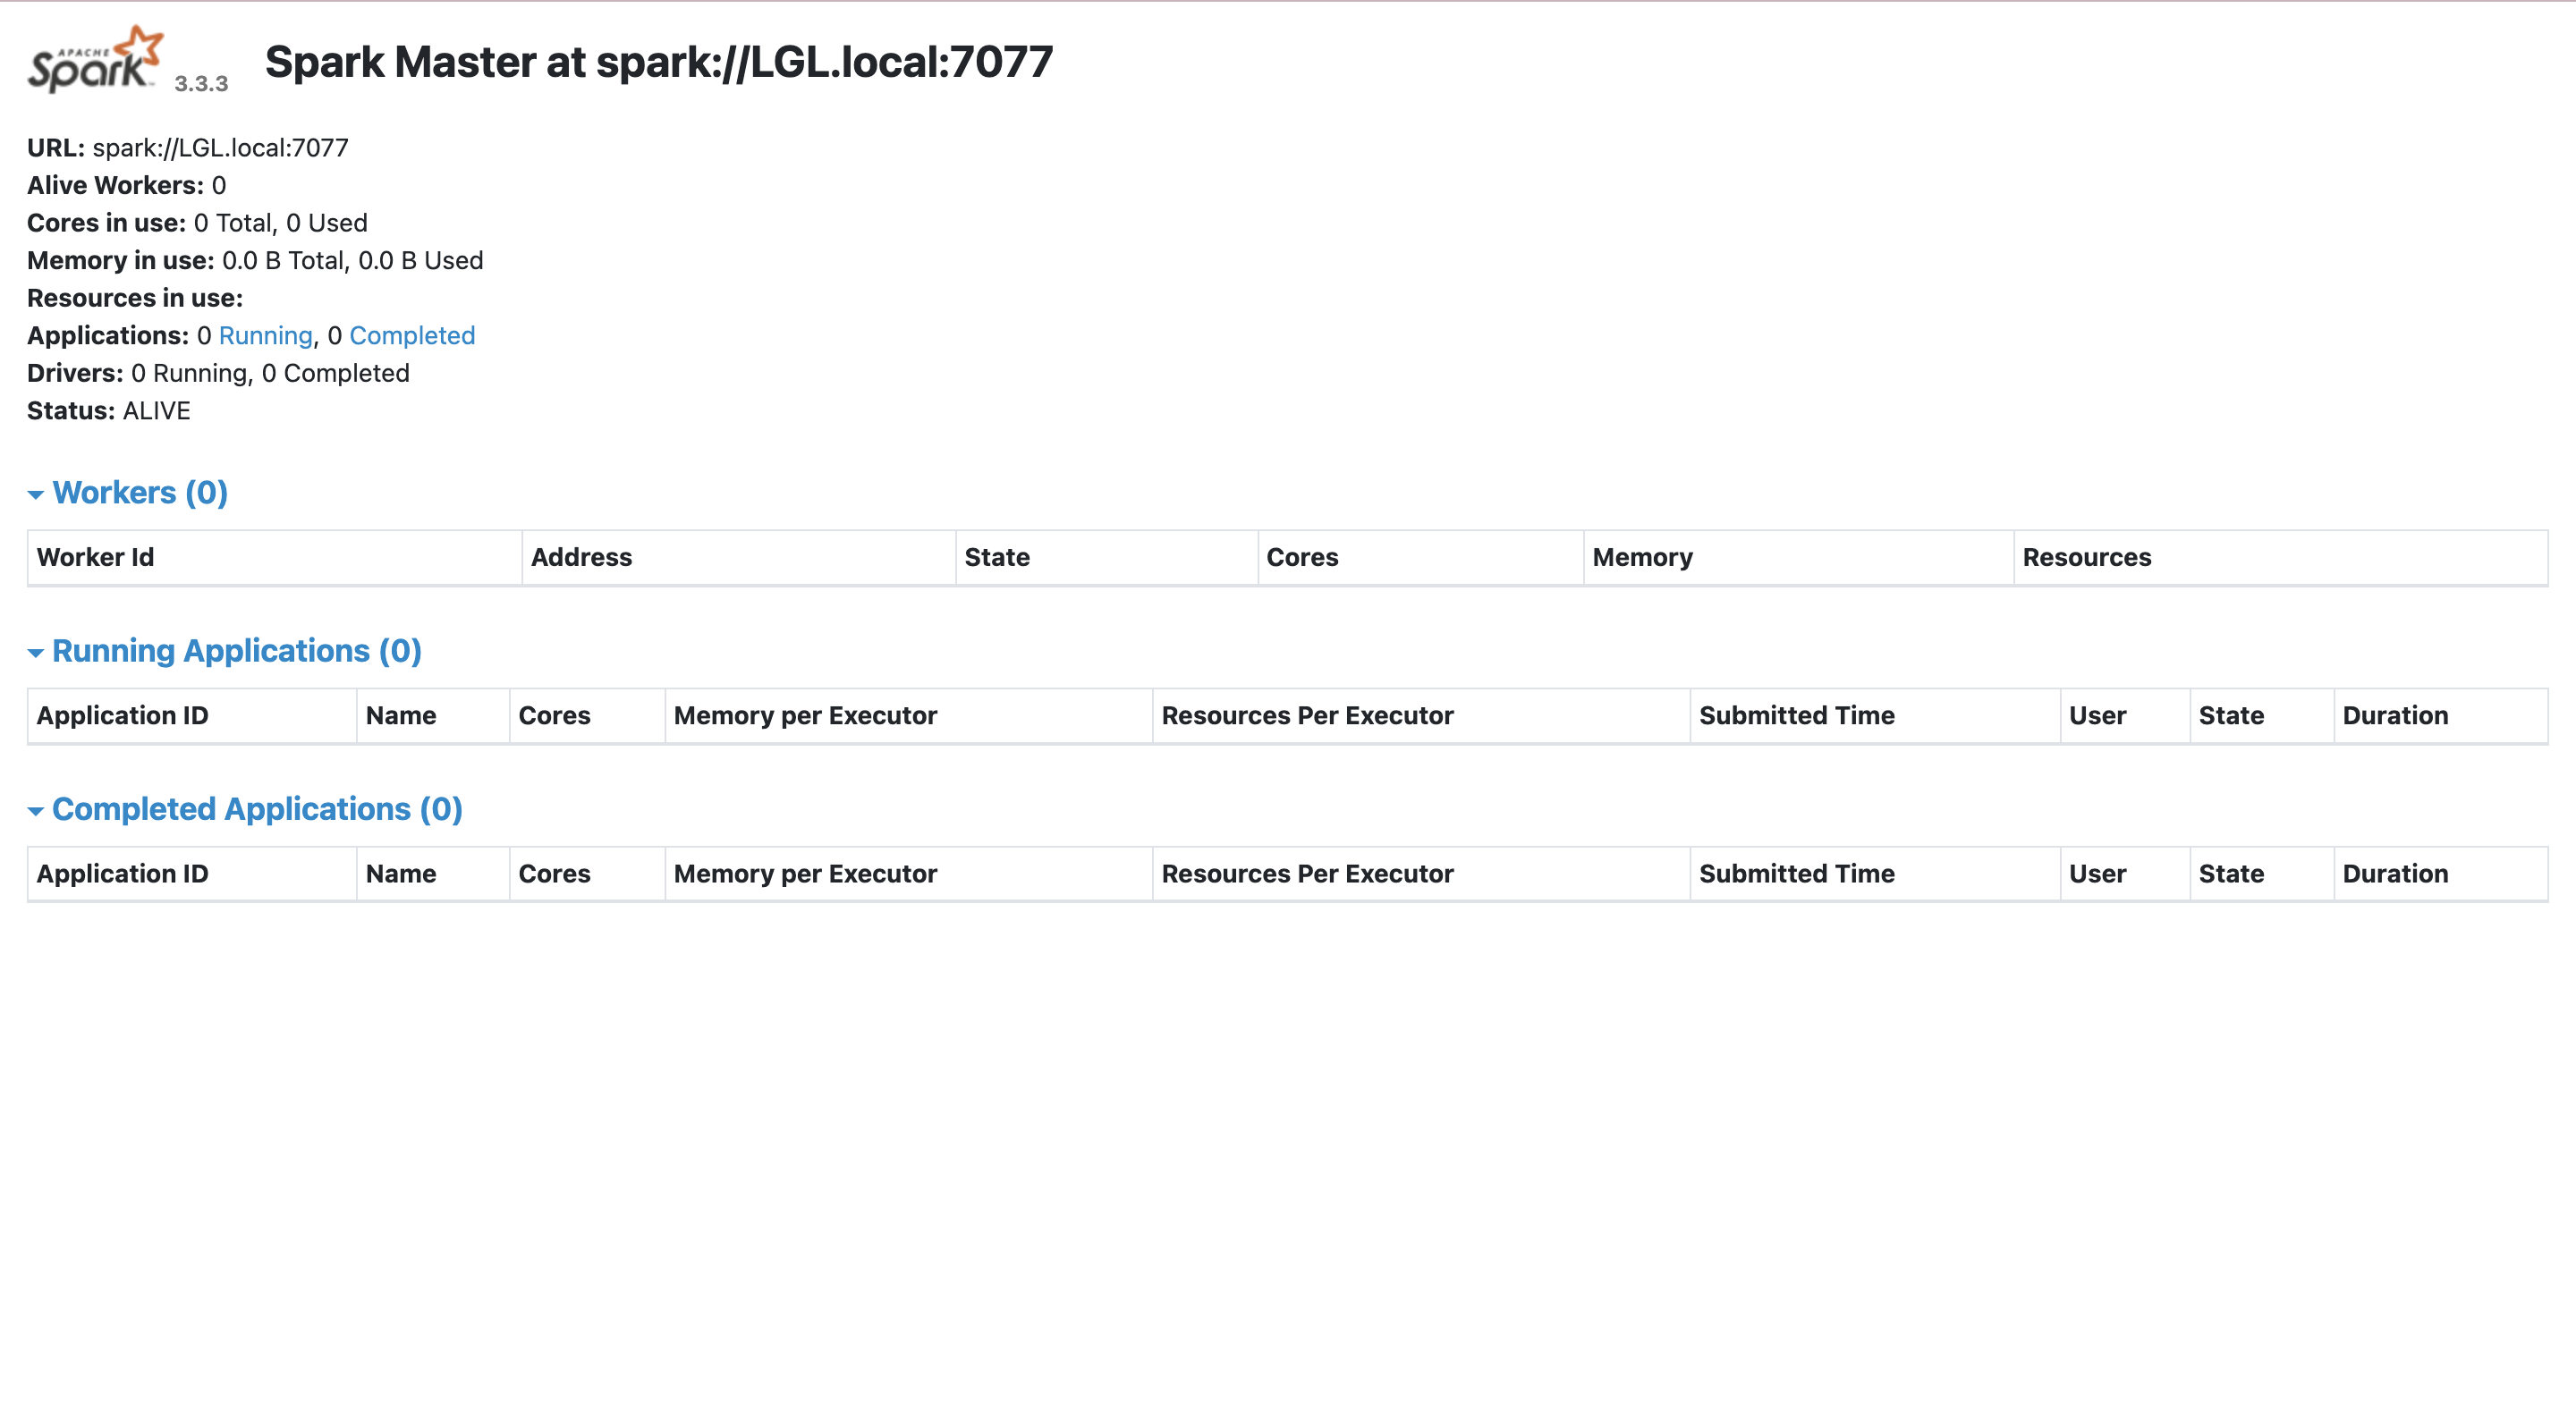 APACHE
Spark 3.3.3 Spark Master at spark://LGL.local:7077
URL: spark://LGL.local:7077
Alive Workers: 0
Cores in use: 0 Total, 0 Used
Memory in use: 0.0 B Total, 0.0 B Used
Resources in use:
Applications: 0 Running, 0 Completed
Drivers: 0 Running, 0 Completed
Status: ALIVE
Workers (0)
Worker Id Address State Cores Memory Resources
Running Applications (0)
Application ID Name Cores Memory per Executor Resources Per Executor Submitted Time User State Duration
Completed Applications (0)
Application ID Name Cores Memory per Executor Resources Per Executor Submitted Time User State Duration